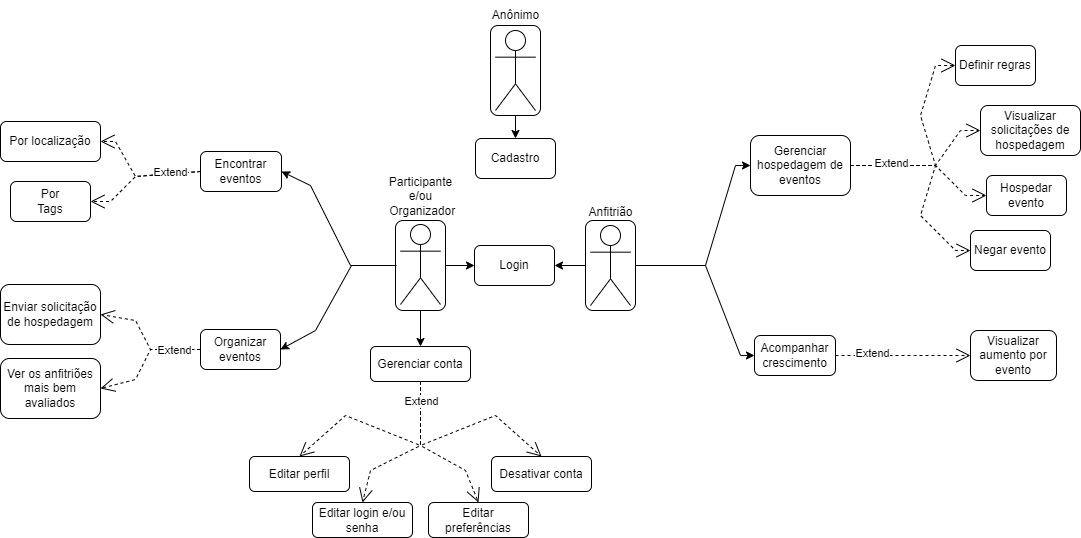 Anônimo
Cadastro
Participante
e/ou
Organizador
Anfitrião
Login
Encontrar
eventos
Extend
Por localização
Por
Tags
Organizar
eventos
Extend
Enviar solicitação
de hospedagem
Ver os anfitriões
mais bem
avaliados
Gerenciar conta
Extend
Editar perfil
Editar login e/ou
senha
Editar
preferências
Desativar conta
Gerenciar
hospedagem de
eventos
Extend
Definir regras
Visualizar
solicitações de
hospedagem
Hospedar
evento
Negar evento
Acompanhar
crescimento
Extend
Visualizar
aumento por
evento